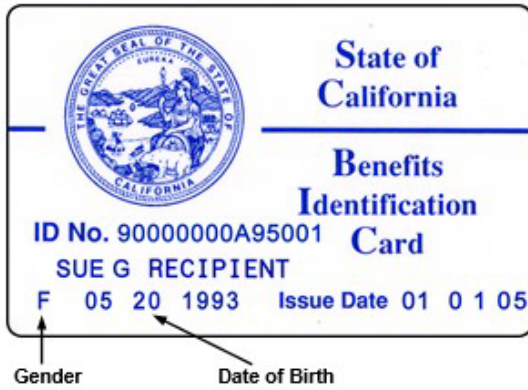 THE GREAT SEAL OF THE STATE OF CALIFORNIA
EUREKA
State of
California
Benefits
Identification
Card
ID No. 90000000A95001
SUE G RECIPIENT
F 05 20 1993 Issue Date 01 0 1 05
Gender Date of Birth